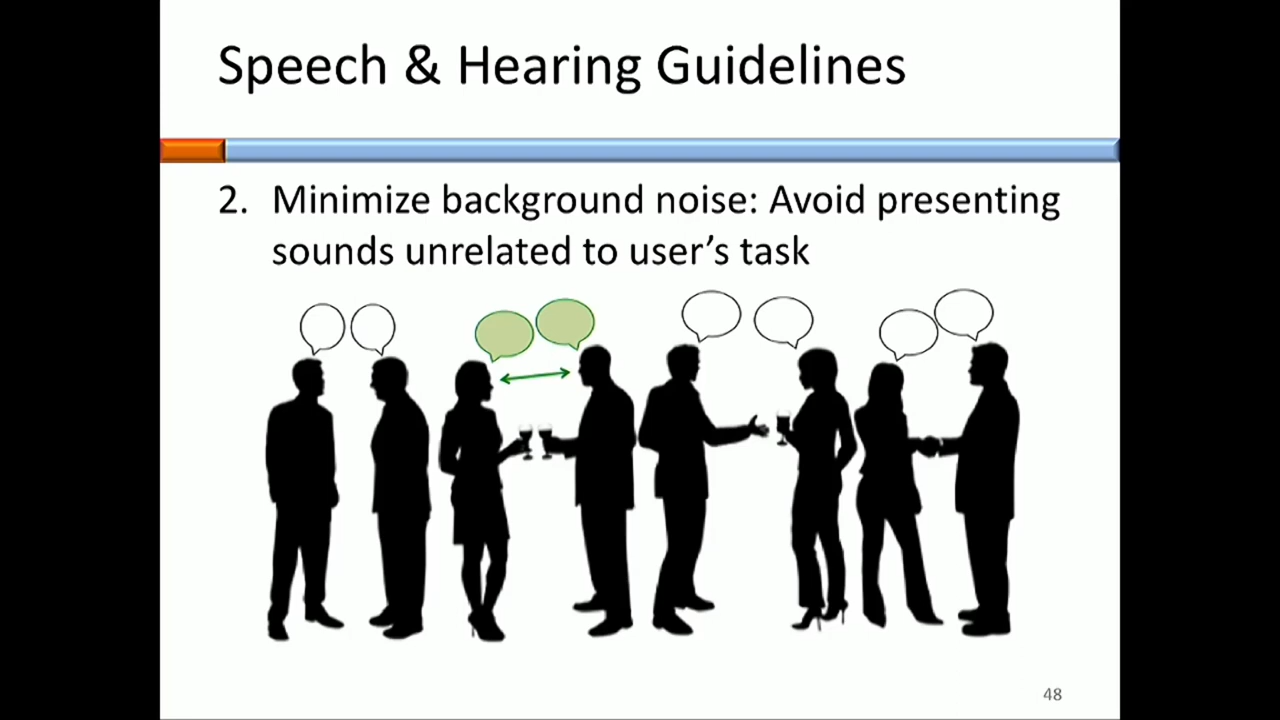 Speech & Hearing Guidelines
2. Minimize background noise: Avoid presenting
sounds unrelated to user's task
48